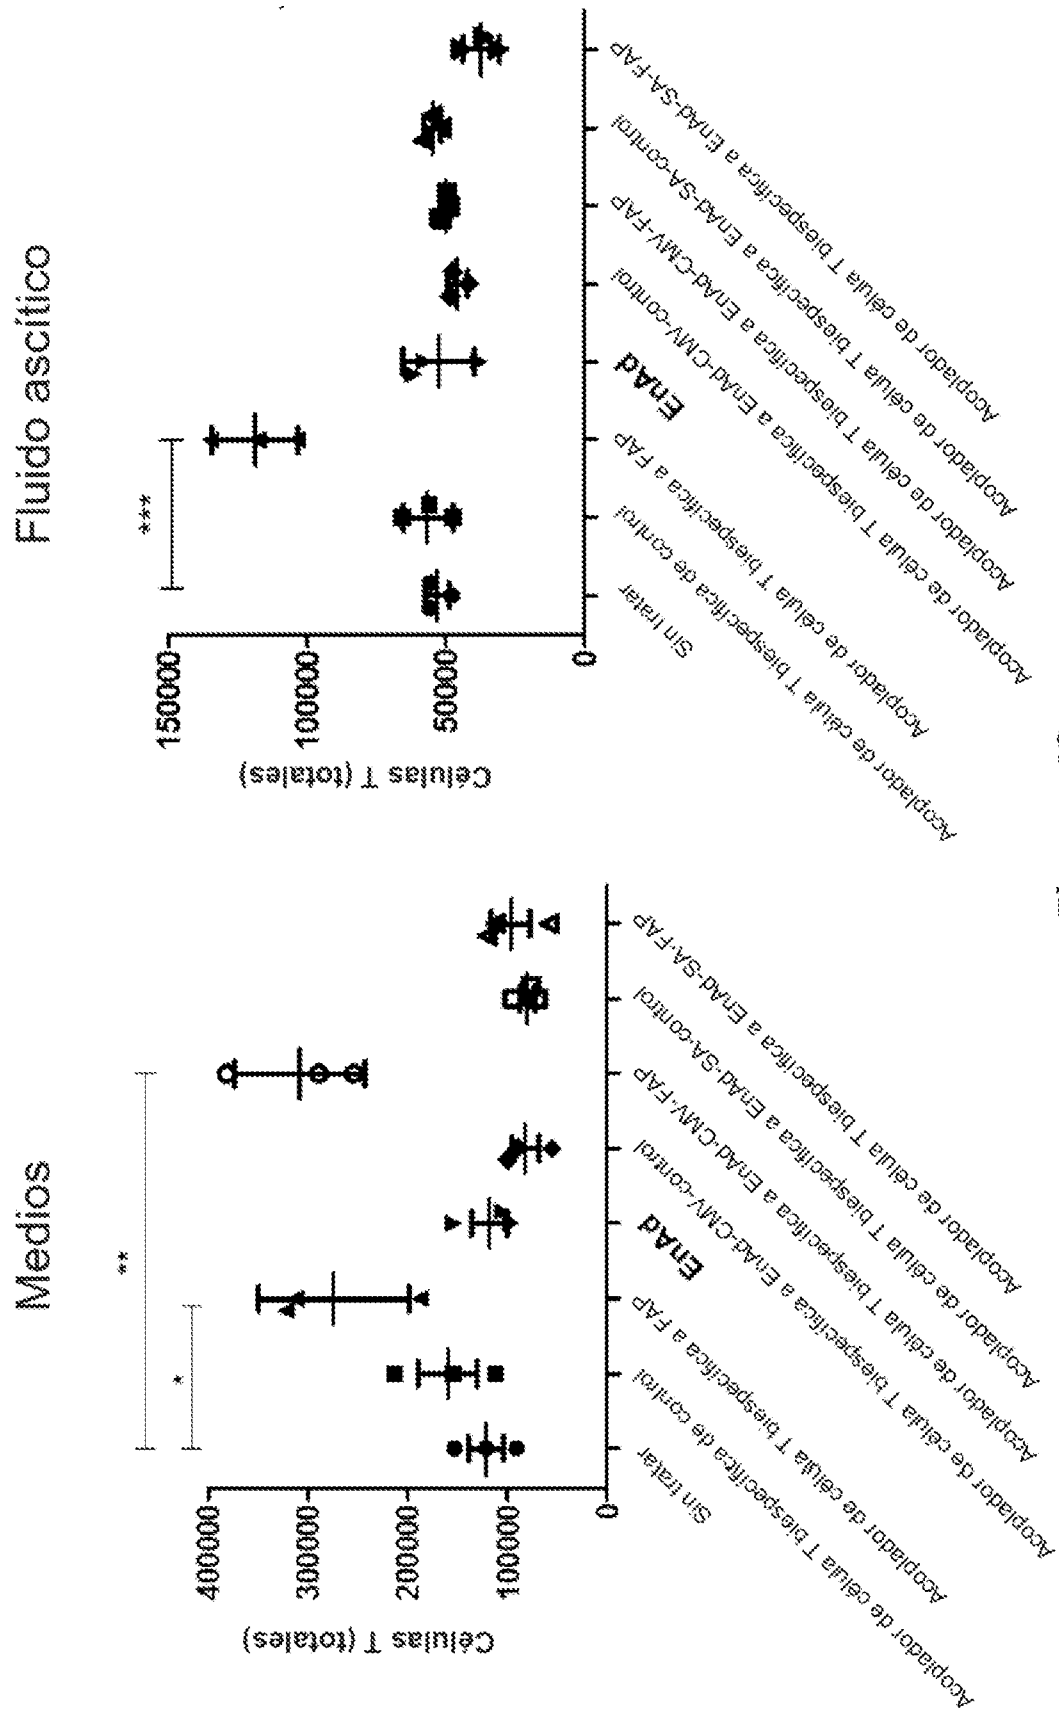 Medios
**
*
Células T (totales)
400000
300000
200000
100000
0
Sin tratar
Acoplador de célula T biespecífica de control
Acoplador de célula T biespecífica a FAP
EnAd
Acoplador de célula T biespecífica a EnAd-CMV-control
Acoplador de célula T biespecífica a EnAd-CMV-FAP
Acoplador de célula T biespecífica a EnAd-SA-control
Acoplador de célula T biespecífica a EnAd-SA-FAP
Fluido ascítico
***
Células T (totales)
150000
100000
50000
0
Sin tratar
Acoplador de célula T biespecífica de control
Acoplador de célula T biespecífica a FAP
EnAd
Acoplador de célula T biespecífica a EnAd-CMV-control
Acoplador de célula T biespecífica a EnAd-CMV-FAP
Acoplador de célula T biespecífica a EnAd-SA-control
Acoplador de célula T biespecífica a EnAd-SA-FAP